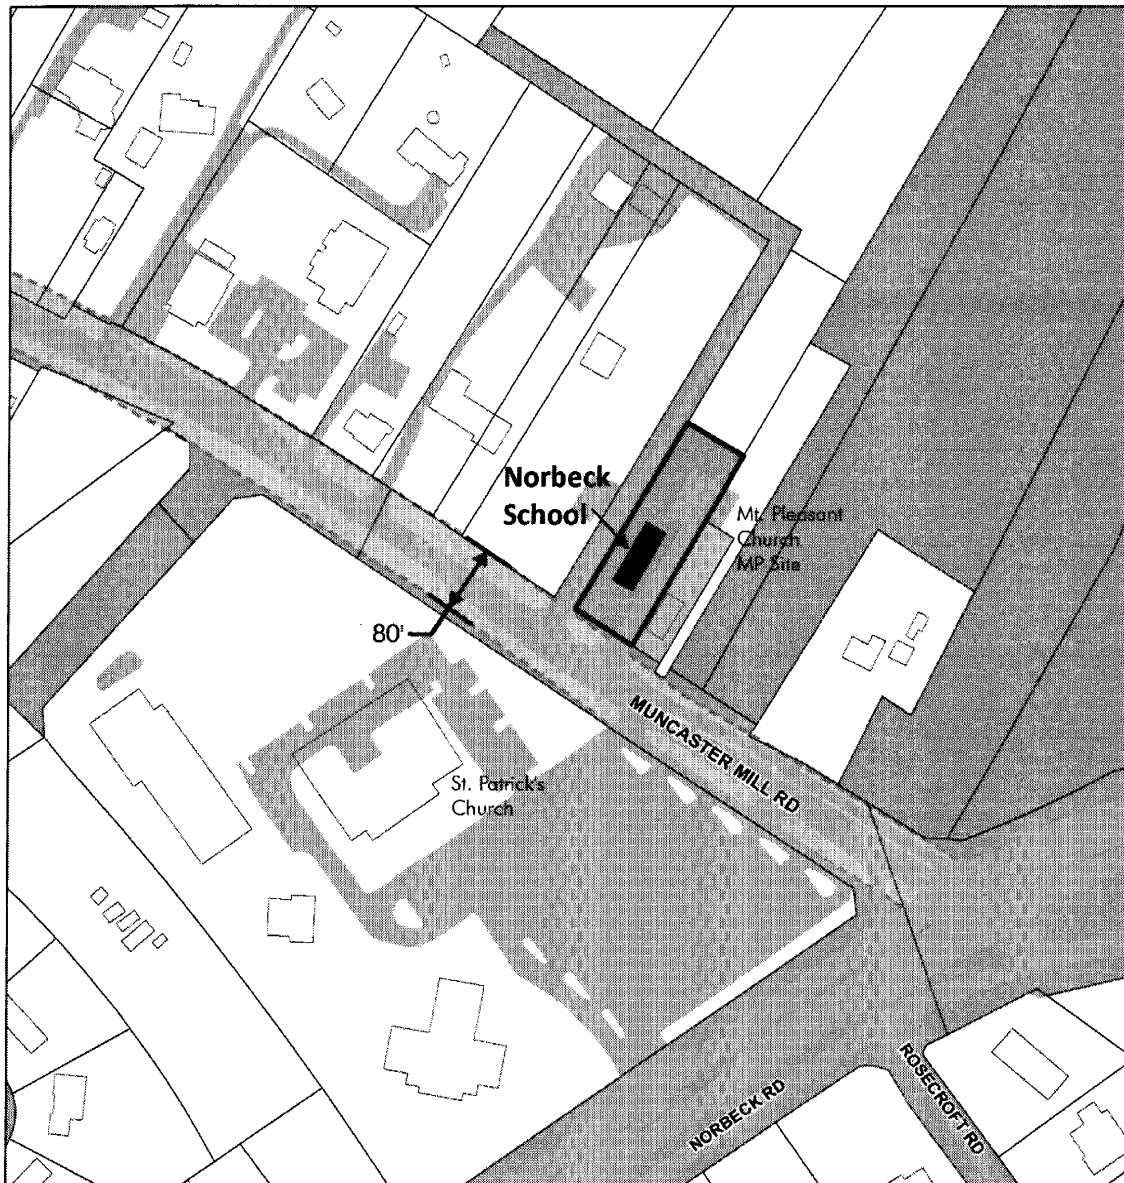 Norbeck
School
Mt. Pleasant
Church
MP Site
80'
MUNCASTER MILL RD
St. Patrick's
Church
NORBECK RD
ROSECROFT RD